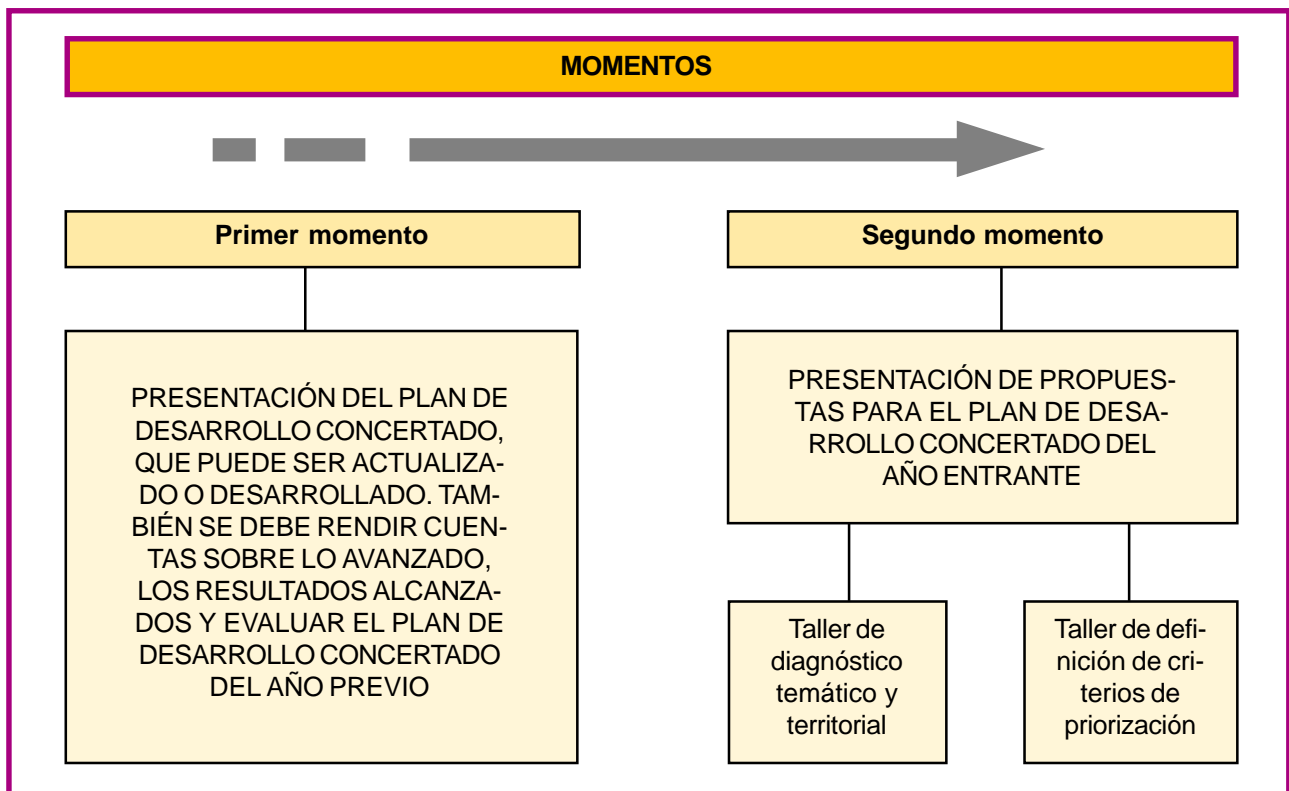 MOMENTOS
Primer momento
PRESENTACIÓN DEL PLAN DE
DESARROLLO CONCERTADO,
QUE PUEDE SER ACTUALIZA-
DO O DESARROLLADO. TAM-
BIÉN SE DEBE RENDIR CUEN-
TAS SOBRE LO AVANZADO,
LOS RESULTADOS ALCANZA-
DOS Y EVALUAR EL PLAN DE
DESARROLLO CONCERTADO
DEL AÑO PREVIO
Segundo momento
PRESENTACIÓN DE PROPUES-
TAS PARA EL PLAN DE DESA-
RROLLO CONCERTADO DEL
AÑO ENTRANTE
Taller de
diagnóstico
temático y
territorial
Taller de defi-
nición de cri-
terios de
priorización